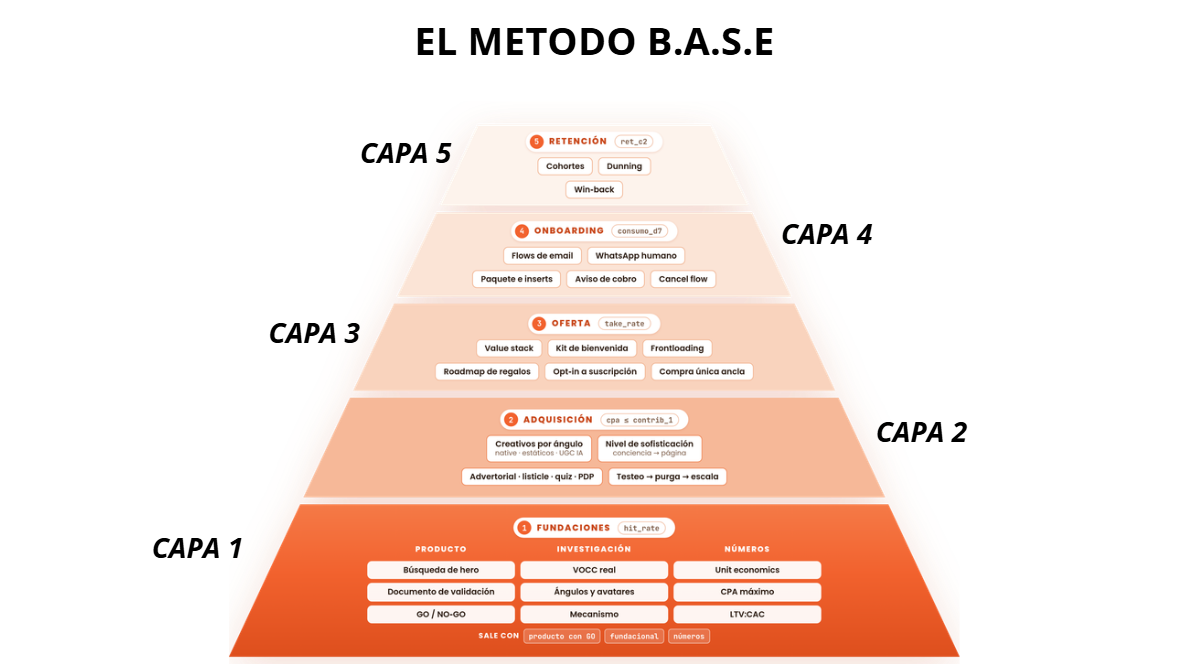 EL METODO B.A.S.E
CAPA 5
5 RETENCIÓN ret_c2
Cohortes Dunning
Win-back
CAPA 4
4 ONBOARDING consumo_d7
Flows de email WhatsApp humano
Paquete e inserts Aviso de cobro Cancel flow
CAPA 3
3 OFERTA take_rate
Value stack Kit de bienvenida Frontloading
Roadmap de regalos Opt-in a suscripción Compra única ancla
CAPA 2
2 ADQUISICIÓN cpa ≤ contrib_1
Creativos por ángulo Nivel de sofisticación
native · estáticos · UGC IA conciencia → página
Advertorial · listicle · quiz · PDP Testeo → purga → escala
CAPA 1
1 FUNDACIONES hit_rate
PRODUCTO INVESTIGACIÓN NÚMEROS
Búsqueda de hero VOCC real Unit economics
Documento de validación Ángulos y avatares CPA máximo
GO / NO-GO Mecanismo LTV:CAC
SALE CON producto con GO fundacional números